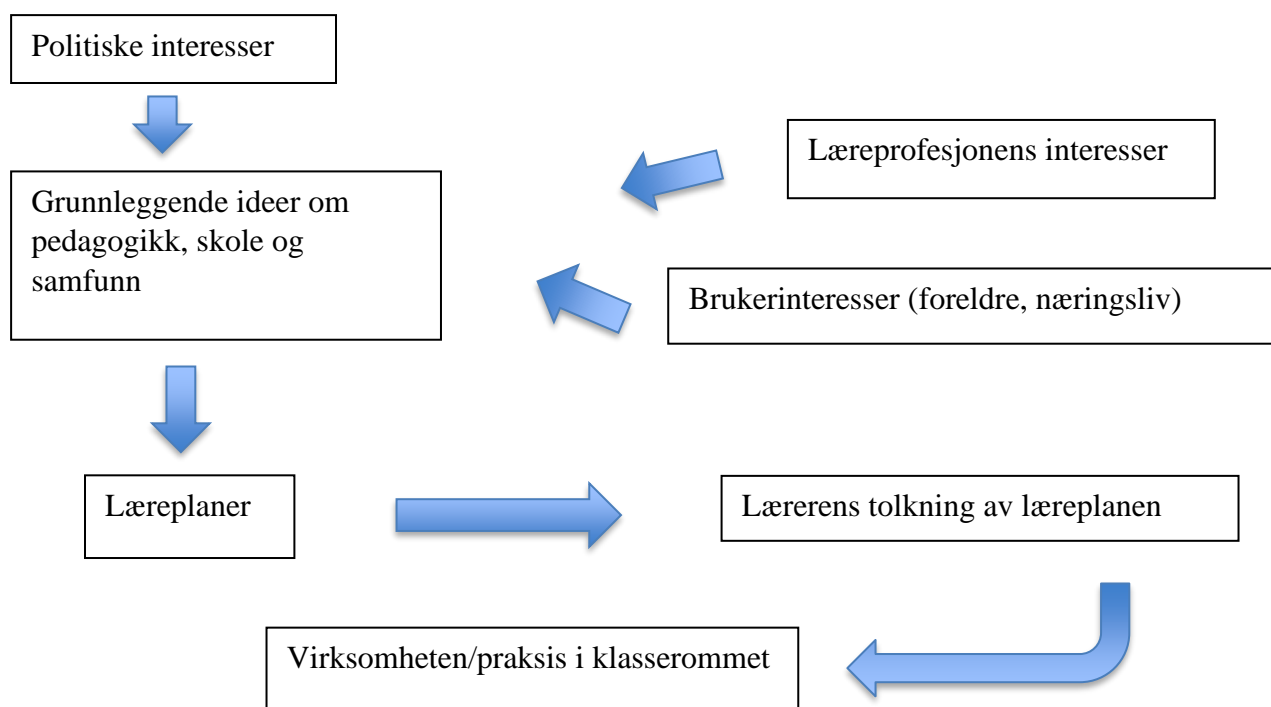 Politiske interesser
Læreprofesjonens interesser
Grunnleggende ideer om
pedagogikk, skole og
samfunn
Brukerinteresser (foreldre, næringsliv)
Læreplaner
Lærerens tolkning av læreplanen
Virksomheten/praksis i klasserommet